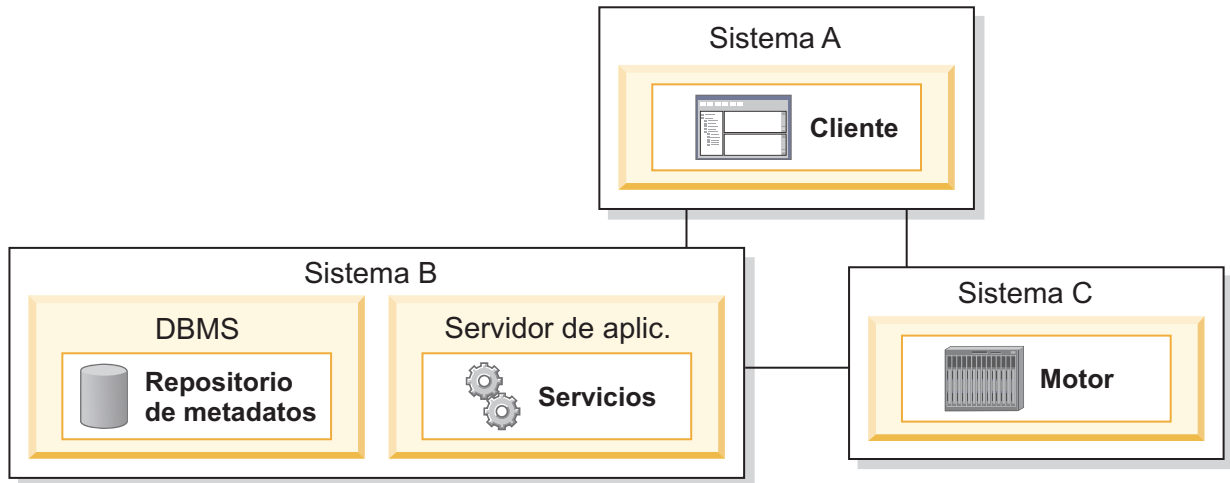 Sistema A
Cliente
Sistema B
DBMS
Repositorio
de metadatos
Servidor de aplic.
Servicios
Sistema C
Motor